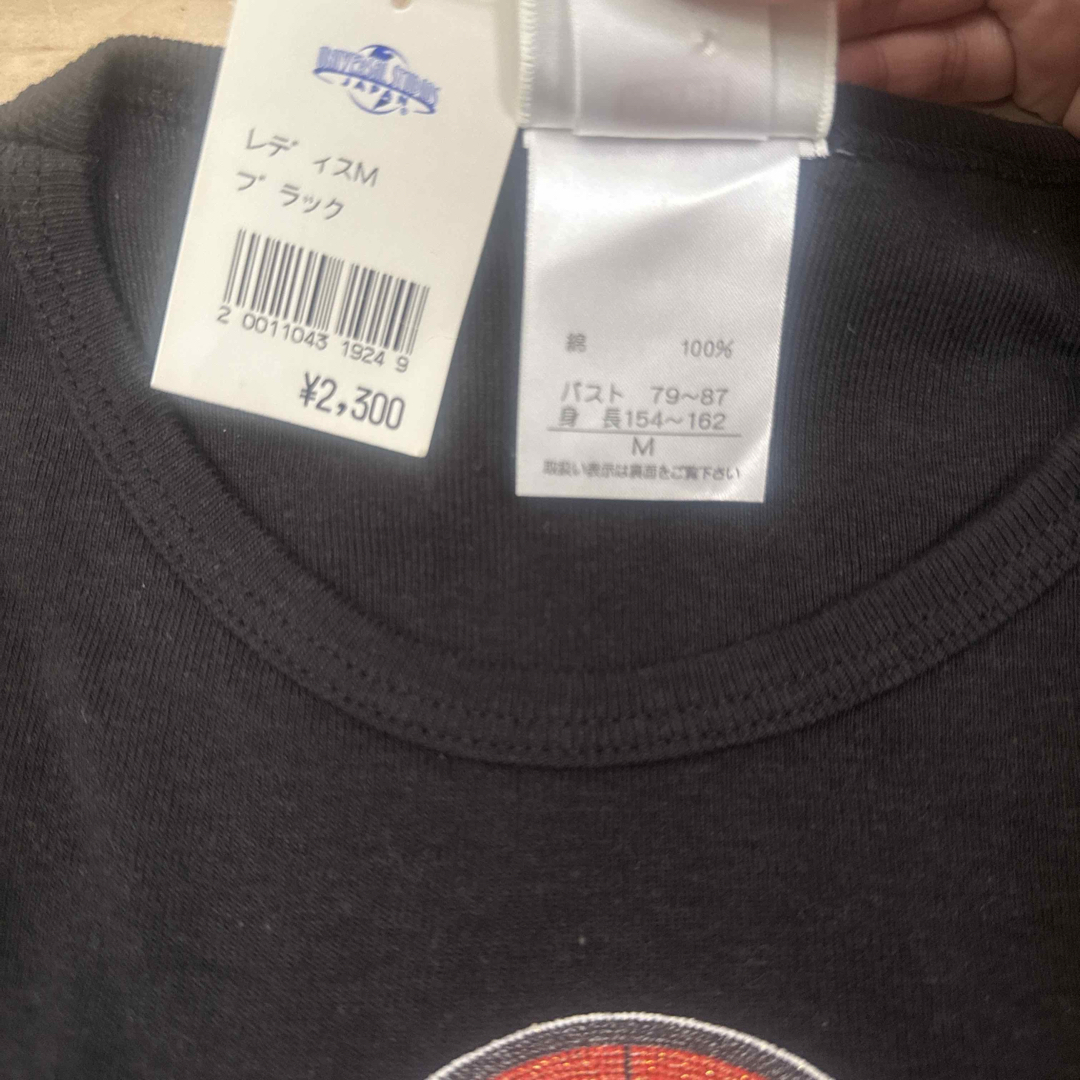 UNIVERSAL STUDIOS
JAPAN
レディスM
ブラック
2 0011043 1924 9
¥2,300
綿 100%
バスト 79〜87
身 長154〜162
M
取扱い表示は裏面をご覧下さい